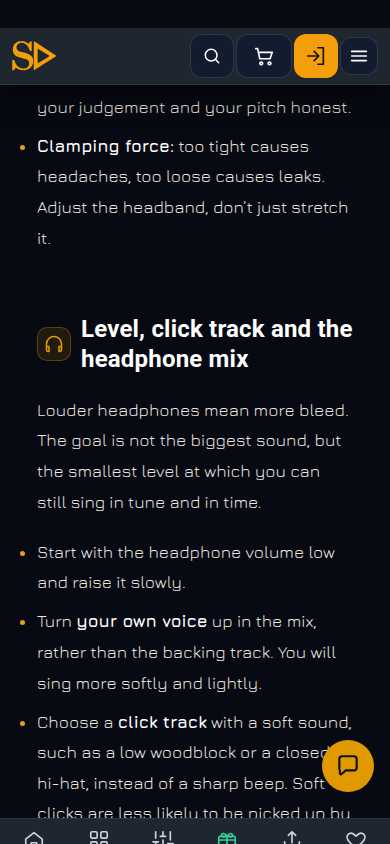 S
your judgement and your pitch honest.
Clamping force: too tight causes
headaches, too loose causes leaks.
Adjust the headband, don't just stretch
it.
Level, click track and the
headphone mix
Louder headphones mean more bleed.
The goal is not the biggest sound, but
the smallest level at which you can
still sing in tune and in time.
Start with the headphone volume low
and raise it slowly.
Turn your own voice up in the mix,
rather than the backing track. You will
sing more softly and lightly.
Choose a click track with a soft sound,
such as a low woodblock or a closed
hi-hat, instead of a sharp beep. Soft
clicks are less likely to be picked up by